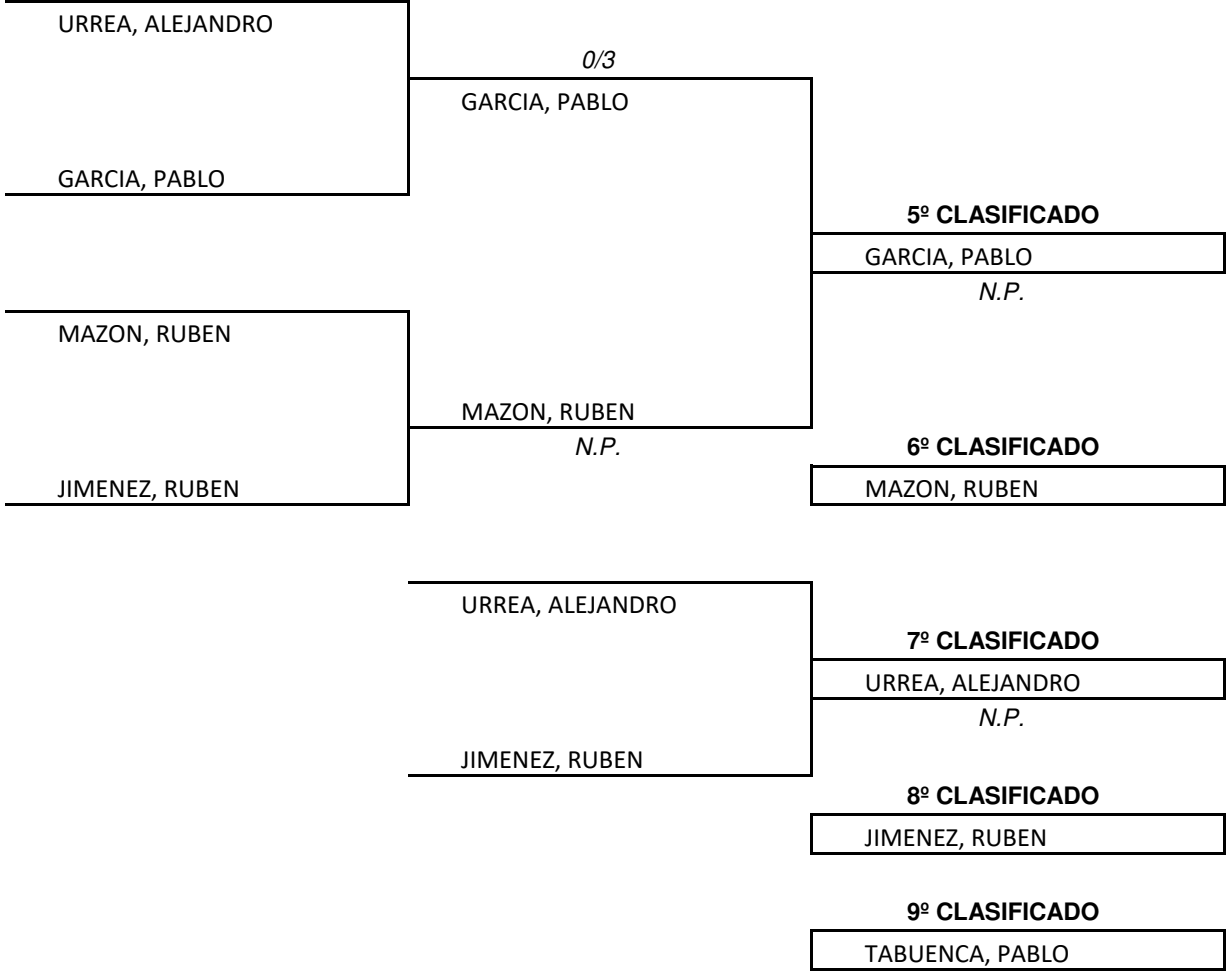 URREA, ALEJANDRO
0/3
GARCIA, PABLO
GARCIA, PABLO
5º CLASIFICADO
GARCIA, PABLO
N.P.
MAZON, RUBEN
MAZON, RUBEN
N.P.
6º CLASIFICADO
JIMENEZ, RUBEN
MAZON, RUBEN
URREA, ALEJANDRO
7º CLASIFICADO
URREA, ALEJANDRO
N.P.
JIMENEZ, RUBEN
8º CLASIFICADO
JIMENEZ, RUBEN
9º CLASIFICADO
TABUENCA, PABLO